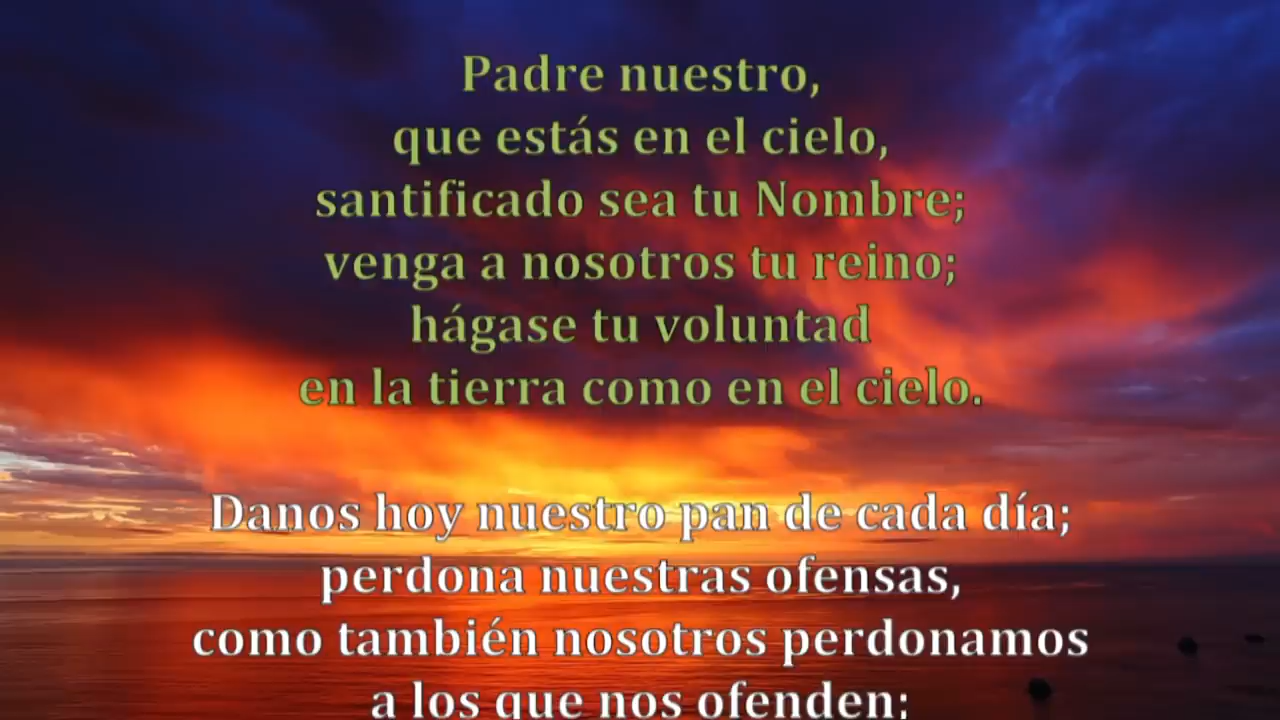 Padre nuestro,
que estás en el cielo,
santificado sea tu Nombre;
venga a nosotros tu reino;
hágase tu voluntad
en la tierra como en el cielo.
Danos hoy nuestro pan de cada día;
perdona nuestras ofensas,
como también nosotros perdonamos
a los que nos ofenden;